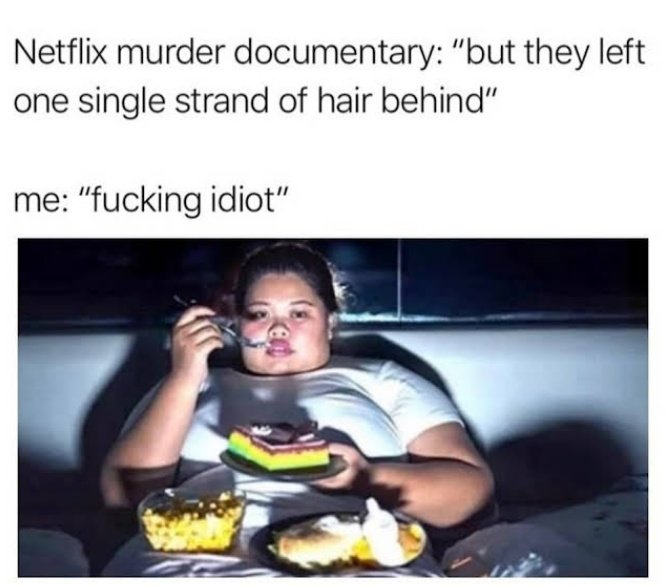 Netflix murder documentary: "but they left
one single strand of hair behind"
me: "fucking idiot"